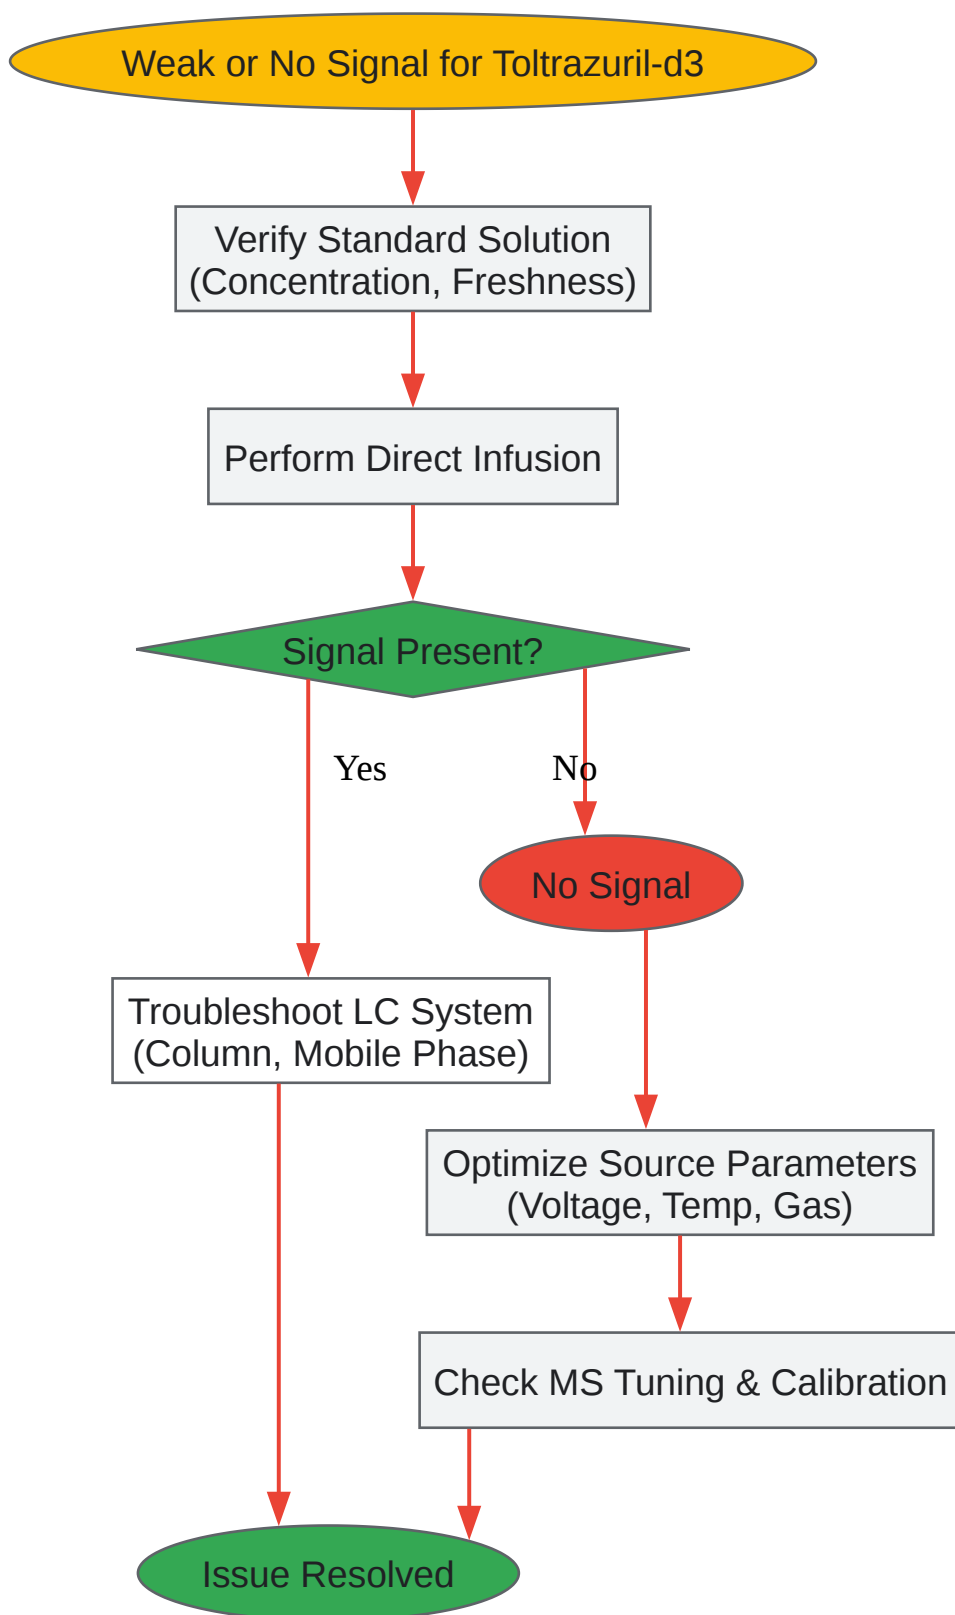 Weak or No Signal for Toltrazuril-d3
Verify Standard Solution
(Concentration, Freshness)
Perform Direct Infusion
Signal Present?
Yes
No
No Signal
Troubleshoot LC System
(Column, Mobile Phase)
Optimize Source Parameters
(Voltage, Temp, Gas)
Check MS Tuning & Calibration
Issue Resolved